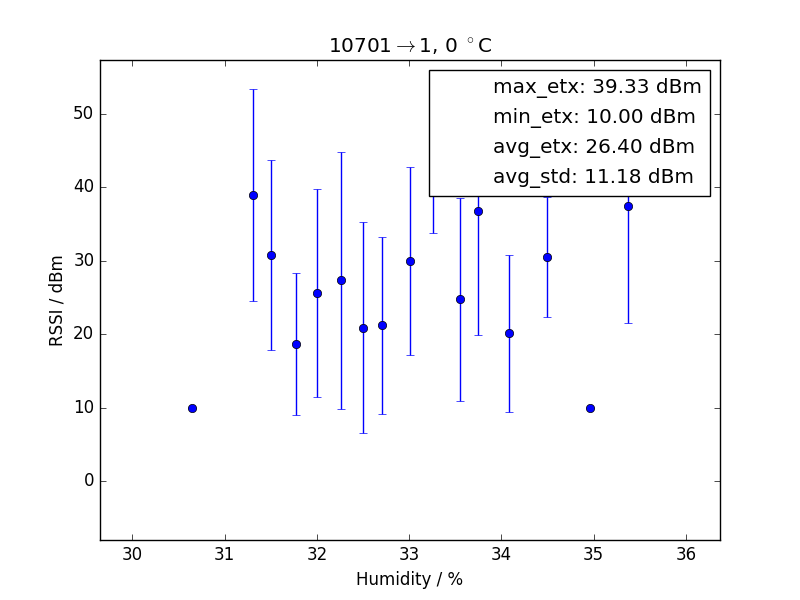 10701→1, 0 °C
max_etx: 39.33 dBm
min_etx: 10.00 dBm
avg_etx: 26.40 dBm
avg_std: 11.18 dBm
RSSI / dBm
50
40
30
20
10
0
30 31 32 33 34 35 36
Humidity / %